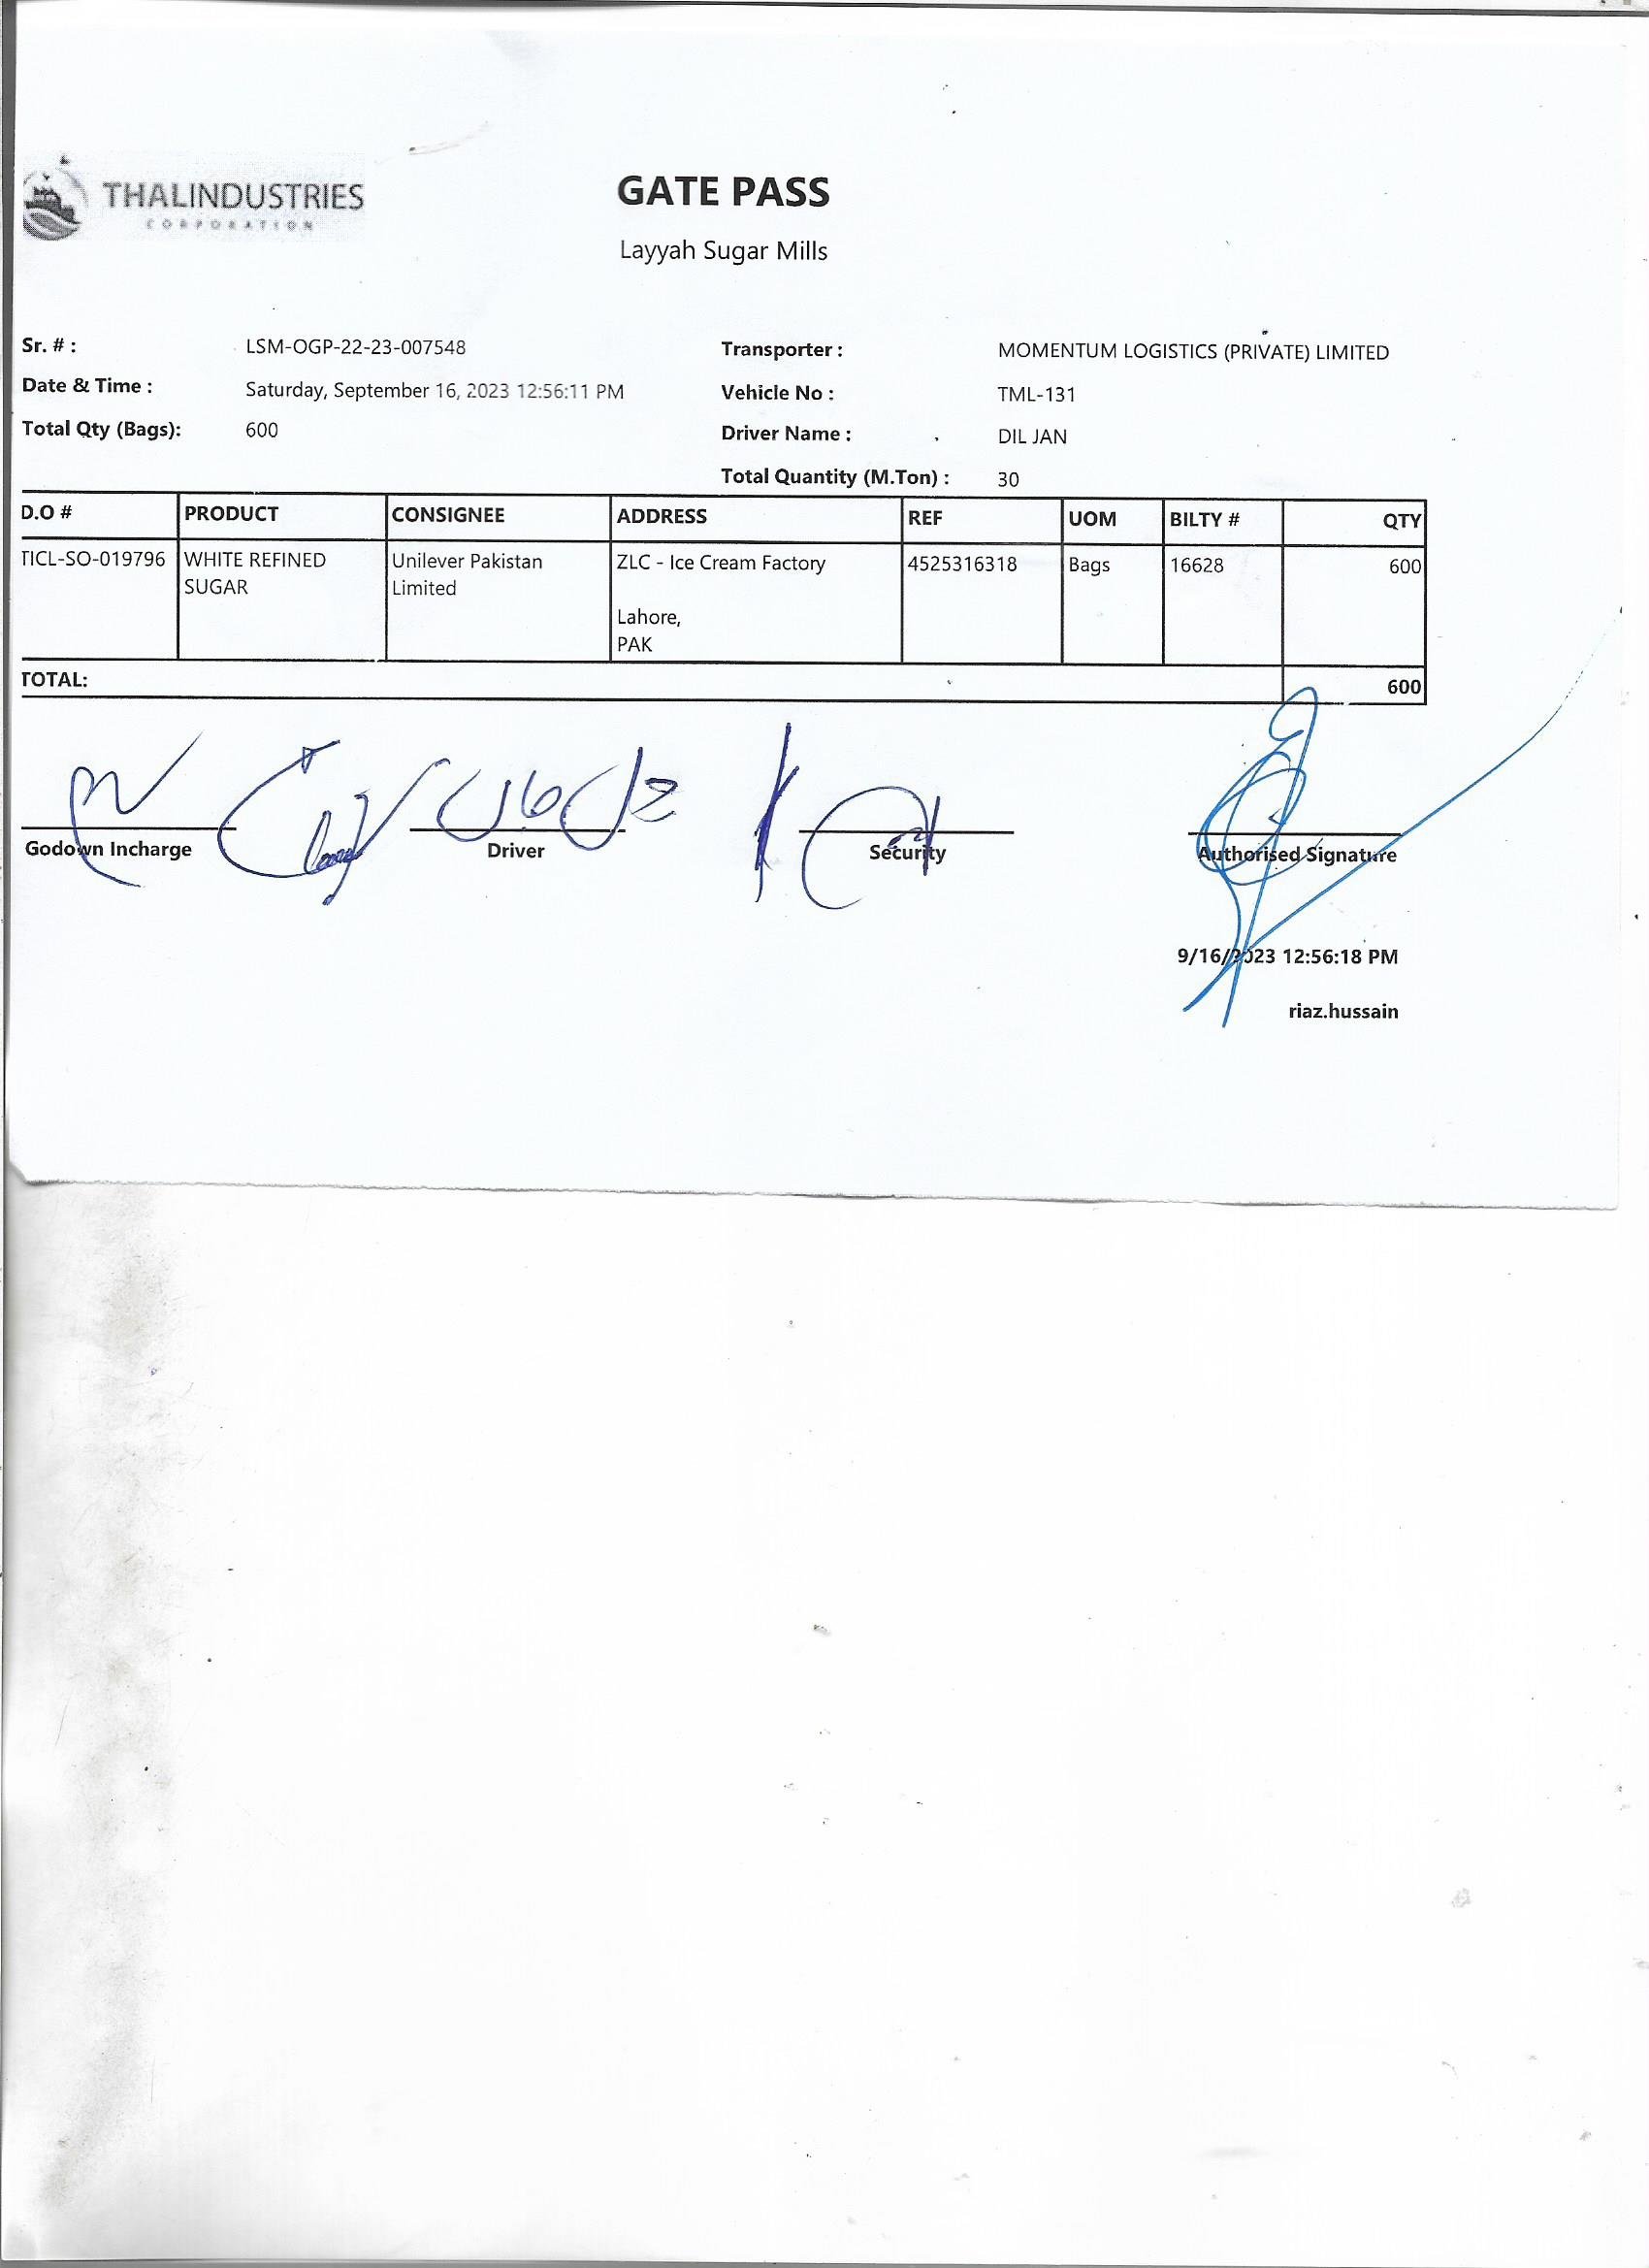 THALINDUSTRIES
CORPORATION
GATE PASS
Layyah Sugar Mills
Sr. # : LSM-OGP-22-23-007548
Transporter : MOMENTUM LOGISTICS (PRIVATE) LIMITED
Date & Time : Saturday, September 16, 2023 12:56:11 PM
Vehicle No : TML-131
Total Qty (Bags): 600
Driver Name : DIL JAN
Total Quantity (M.Ton) : 30
D.O # PRODUCT CONSIGNEE ADDRESS REF UOM BILTY # QTY
TICL-SO-019796 WHITE REFINED Unilever Pakistan ZLC - Ice Cream Factory 4525316318 Bags 16628 600
SUGAR Limited
Lahore,
PAK
TOTAL: 600
Godown Incharge Driver Security Authorised Signature
9/16/2023 12:56:18 PM
riaz.hussain